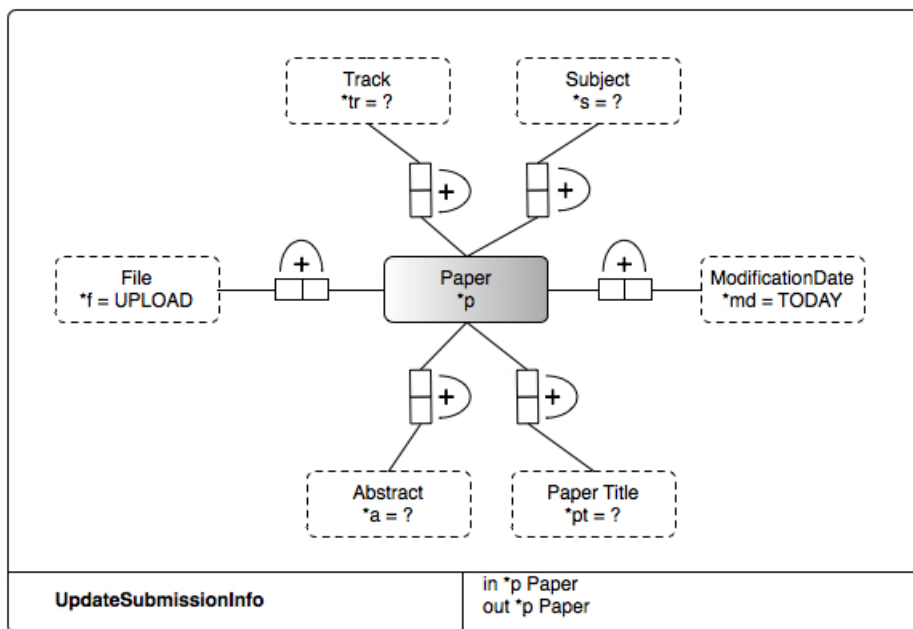 Track
*tr = ?
Subject
*s = ?
+
+
+
+
File
*f = UPLOAD
Paper
*p
ModificationDate
*md = TODAY
+
+
Abstract
*a = ?
Paper Title
*pt = ?
UpdateSubmissionInfo
in *p Paper
out *p Paper